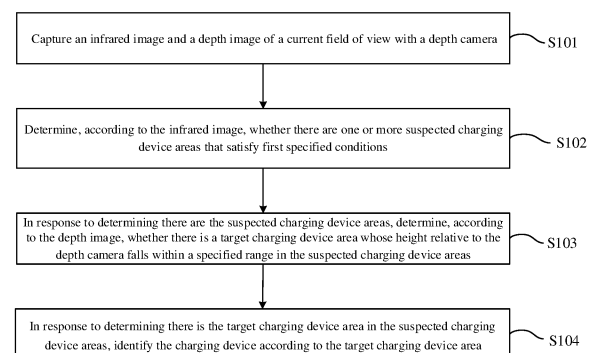 Capture an infrared image and a depth image of a current field of view with a depth camera
S101
Determine, according to the infrared image, whether there are one or more suspected charging
device areas that satisfy first specified conditions
S102
In response to determining there are the suspected charging device areas, determine, according
to the depth image, whether there is a target charging device area whose height relative to the
depth camera falls within a specified range in the suspected charging device areas
S103
In response to determining there is the target charging device area in the suspected charging
device areas, identify the charging device according to the target charging device area
S104